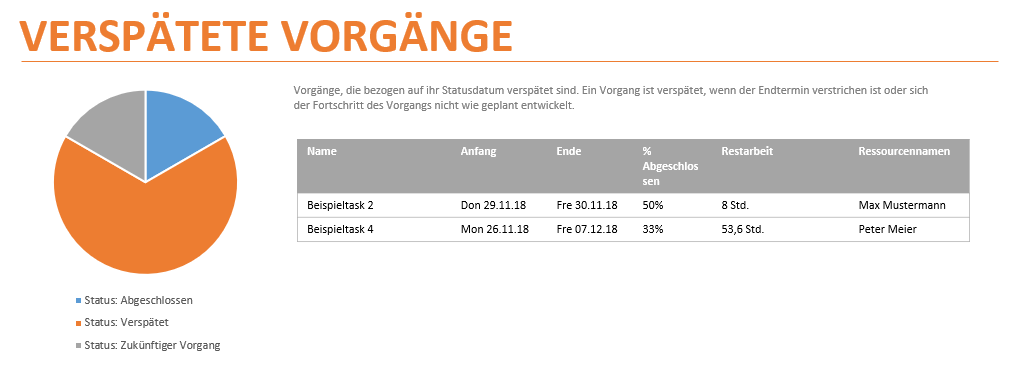 VERSPÄTETE VORGÄNGE
Vorgänge, die bezogen auf ihr Statusdatum verspätet sind. Ein Vorgang ist verspätet, wenn der Endtermin verstrichen ist oder sich
der Fortschritt des Vorgangs nicht wie geplant entwickelt.
Name Anfang Ende % Restarbeit Ressourcennamen
Abgeschlos
sen
Beispieltask 2 Don 29.11.18 Fre 30.11.18 50% 8 Std. Max Mustermann
Beispieltask 4 Mon 26.11.18 Fre 07.12.18 33% 53,6 Std. Peter Meier
Status: Abgeschlossen
Status: Verspätet
Status: Zukünftiger Vorgang